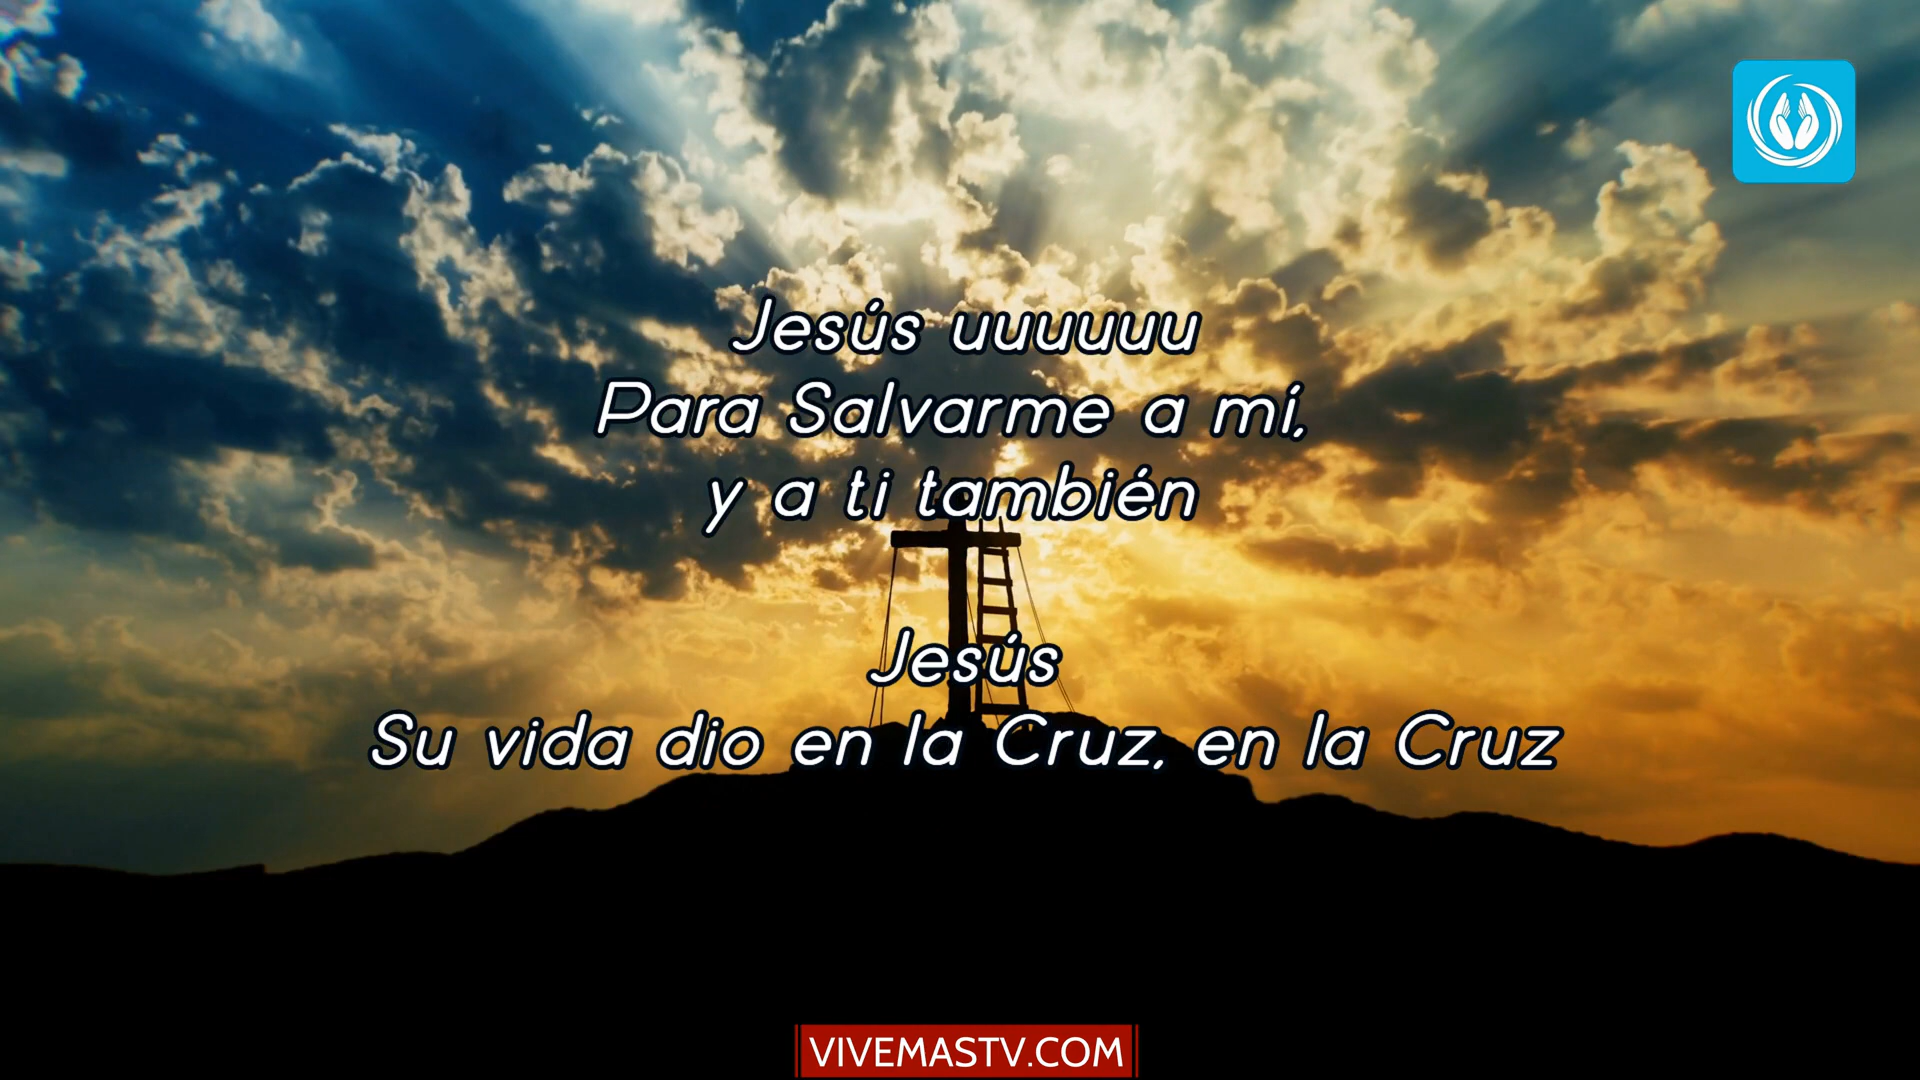 Jesús uuuuuu
Para Salvarme a mí,
y a ti también
Jesús
Su vida dio en la Cruz, en la Cruz
VIVEMASTV.COM